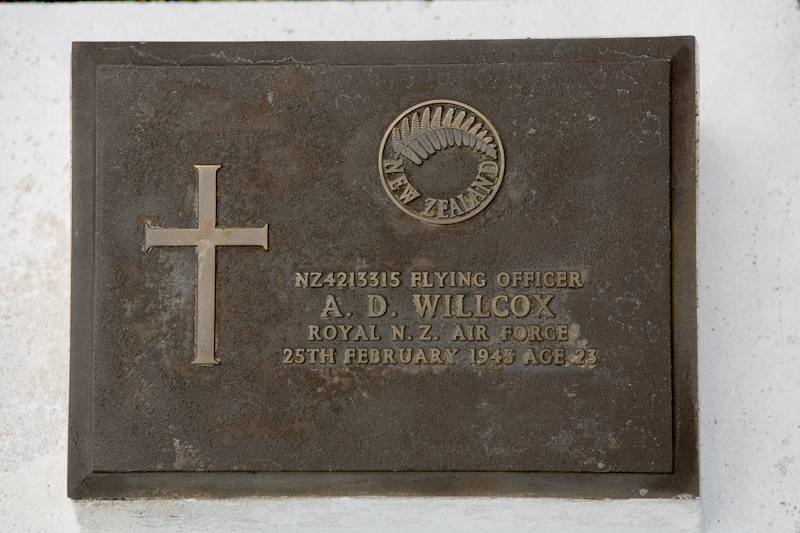 NEW ZEALAND
NZ4213315 FLYING OFFICER
A. D. WILLCOX
ROYAL N. Z. AIR FORCE
25TH FEBRUARY 1945 AGE 23